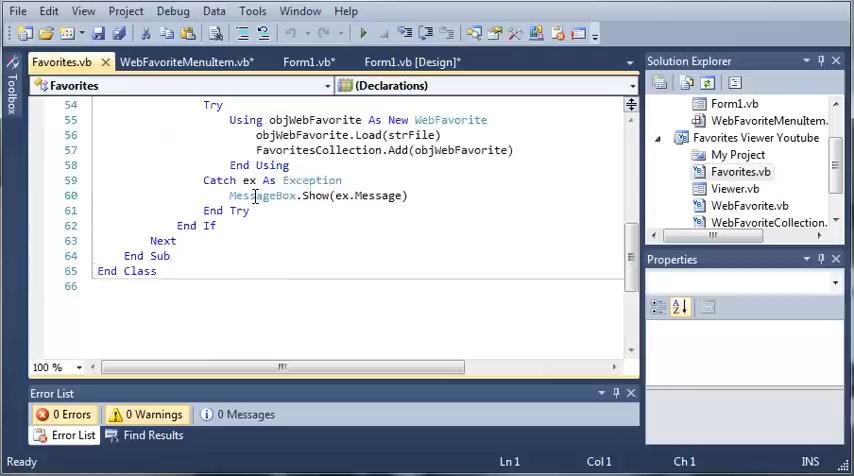 File Edit View Project Debug Data Tools Window Help
Favorites.vb WebFavoriteMenuItem.vb* Form1.vb* Form1.vb [Design]*
Favorites (Declarations)
Toolbox
54 Try
55 Using objWebFavorite As New WebFavorite
56 objWebFavorite.Load(strFile)
57 FavoritesCollection.Add(objWebFavorite)
58 End Using
59 Catch ex As Exception
60 MessageBox.Show(ex.Message)
61 End Try
62 End If
63 Next
64 End Sub
65 End Class
66
100 %
Solution Explorer
Form1.vb
WebFavoriteMenuItem.
Favorites Viewer Youtube
My Project
Favorites.vb
Viewer.vb
WebFavorite.vb
WebFavoriteCollection.
Properties
Error List
0 Errors 0 Warnings 0 Messages
Error List Find Results
Ready Ln 1 Col 1 Ch 1 INS